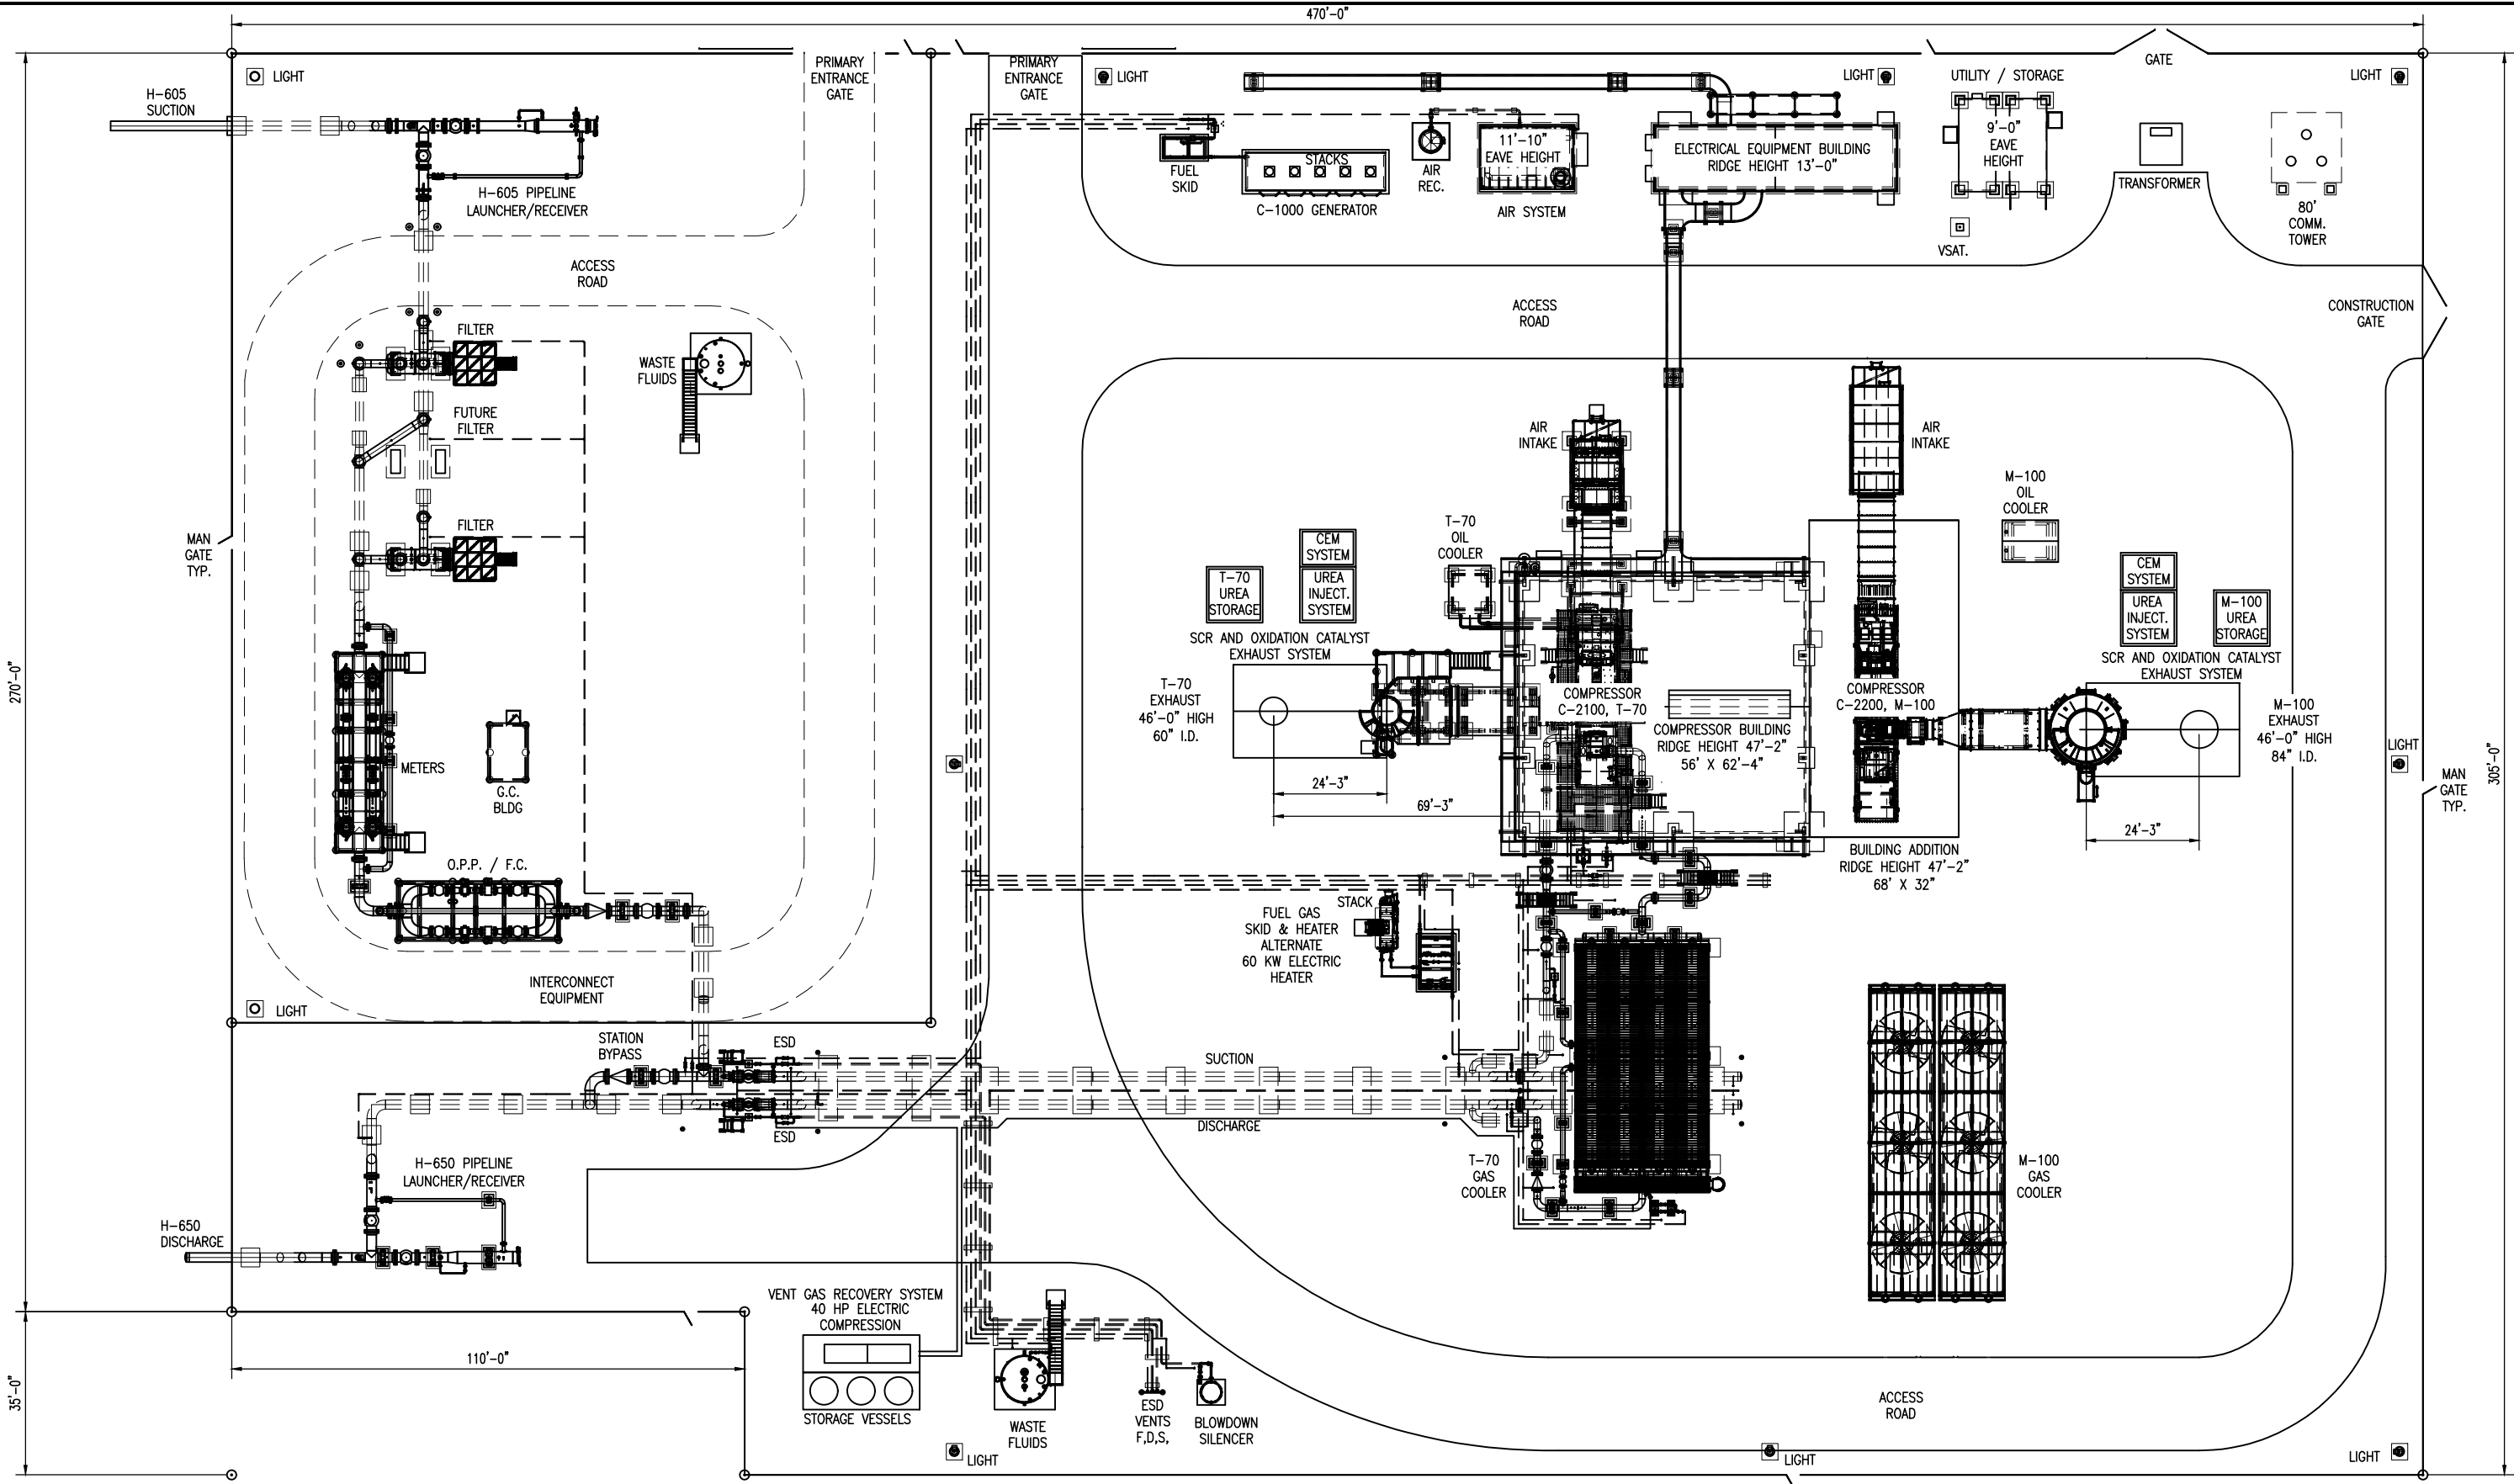 470'-0"
PRIMARY
ENTRANCE
GATE
PRIMARY
ENTRANCE
GATE
GATE
LIGHT
LIGHT
LIGHT
UTILITY / STORAGE
LIGHT
H-605
SUCTION
9'-0"
EAVE
HEIGHT
11'-10"
EAVE HEIGHT
ELECTRICAL EQUIPMENT BUILDING
RIDGE HEIGHT 13'-0"
STACKS
FUEL
SKID
AIR
REC.
TRANSFORMER
H-605 PIPELINE
LAUNCHER/RECEIVER
C-1000 GENERATOR
AIR SYSTEM
80'
COMM.
TOWER
VSAT.
ACCESS
ROAD
ACCESS
ROAD
CONSTRUCTION
GATE
FILTER
WASTE
FLUIDS
FUTURE
FILTER
AIR
INTAKE
AIR
INTAKE
M-100
OIL
COOLER
FILTER
MAN
GATE
TYP.
T-70
OIL
COOLER
CEM
SYSTEM
T-70
UREA
STORAGE
UREA
INJECT.
SYSTEM
CEM
SYSTEM
UREA
INJECT.
SYSTEM
M-100
UREA
STORAGE
SCR AND OXIDATION CATALYST
EXHAUST SYSTEM
SCR AND OXIDATION CATALYST
EXHAUST SYSTEM
270'-0"
T-70
EXHAUST
46'-0" HIGH
60" I.D.
COMPRESSOR
C-2100, T-70
COMPRESSOR
C-2200, M-100
COMPRESSOR BUILDING
RIDGE HEIGHT 47'-2"
56' X 62'-4"
M-100
EXHAUST
46'-0" HIGH
84" I.D.
LIGHT
305'-0"
MAN
GATE
TYP.
METERS
G.C.
BLDG
24'-3"
69'-3"
24'-3"
BUILDING ADDITION
RIDGE HEIGHT 47'-2"
68' X 32"
O.P.P. / F.C.
STACK
FUEL GAS
SKID & HEATER
ALTERNATE
60 KW ELECTRIC
HEATER
INTERCONNECT
EQUIPMENT
LIGHT
STATION
BYPASS
ESD
SUCTION
DISCHARGE
ESD
H-650 PIPELINE
LAUNCHER/RECEIVER
T-70
GAS
COOLER
M-100
GAS
COOLER
H-650
DISCHARGE
VENT GAS RECOVERY SYSTEM
40 HP ELECTRIC
COMPRESSION
110'-0"
35'-0"
STORAGE VESSELS
WASTE
FLUIDS
ESD
VENTS
F,D,S,
BLOWDOWN
SILENCER
ACCESS
ROAD
LIGHT
LIGHT
LIGHT